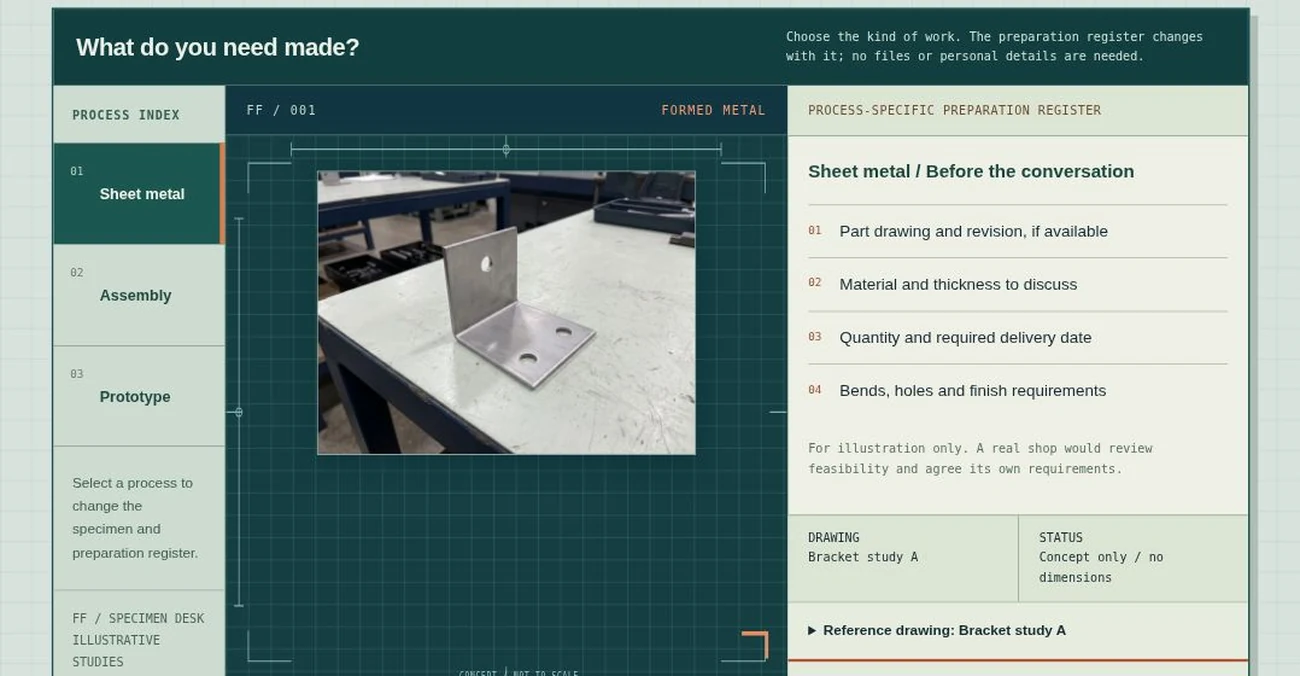 What do you need made?
Choose the kind of work. The preparation register changes
with it; no files or personal details are needed.
PROCESS INDEX
01
Sheet metal
02
Assembly
03
Prototype
Select a process to
change the
specimen and
preparation register.
FF / SPECIMEN DESK
ILLUSTRATIVE
STUDIES
FF / 001
FORMED METAL
CONCEPT / NOT TO SCALE
PROCESS-SPECIFIC PREPARATION REGISTER
Sheet metal / Before the conversation
01 Part drawing and revision, if available
02 Material and thickness to discuss
03 Quantity and required delivery date
04 Bends, holes and finish requirements
For illustration only. A real shop would review
feasibility and agree its own requirements.
DRAWING
Bracket study A
STATUS
Concept only / no
dimensions
Reference drawing: Bracket study A